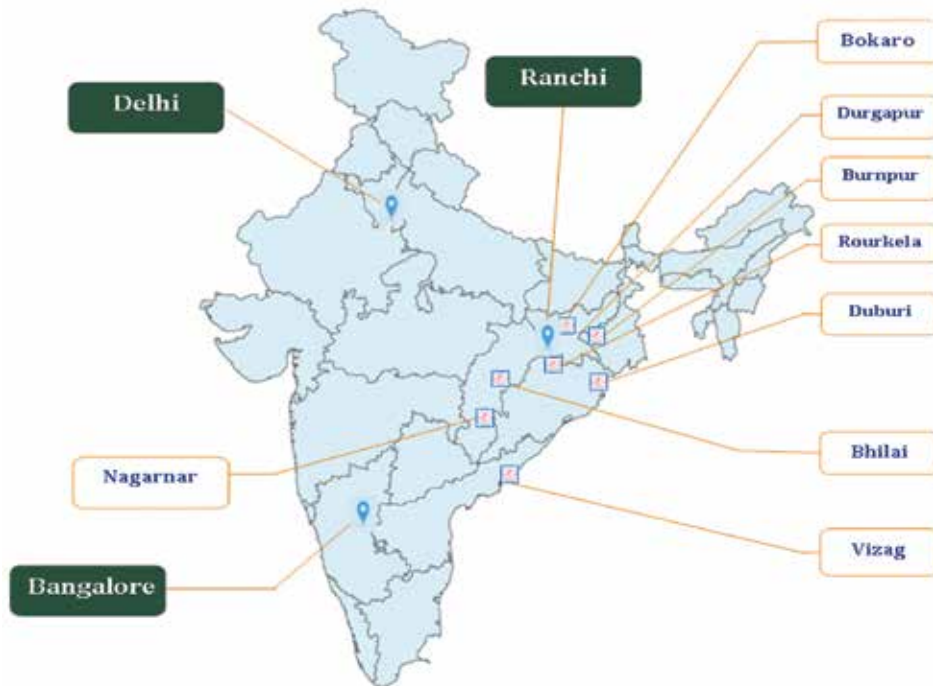 Bokaro
Ranchi
Delhi
Durgapur
Burnpur
Rourkela
Duburi
Bhilai
Nagarnar
Vizag
Bangalore